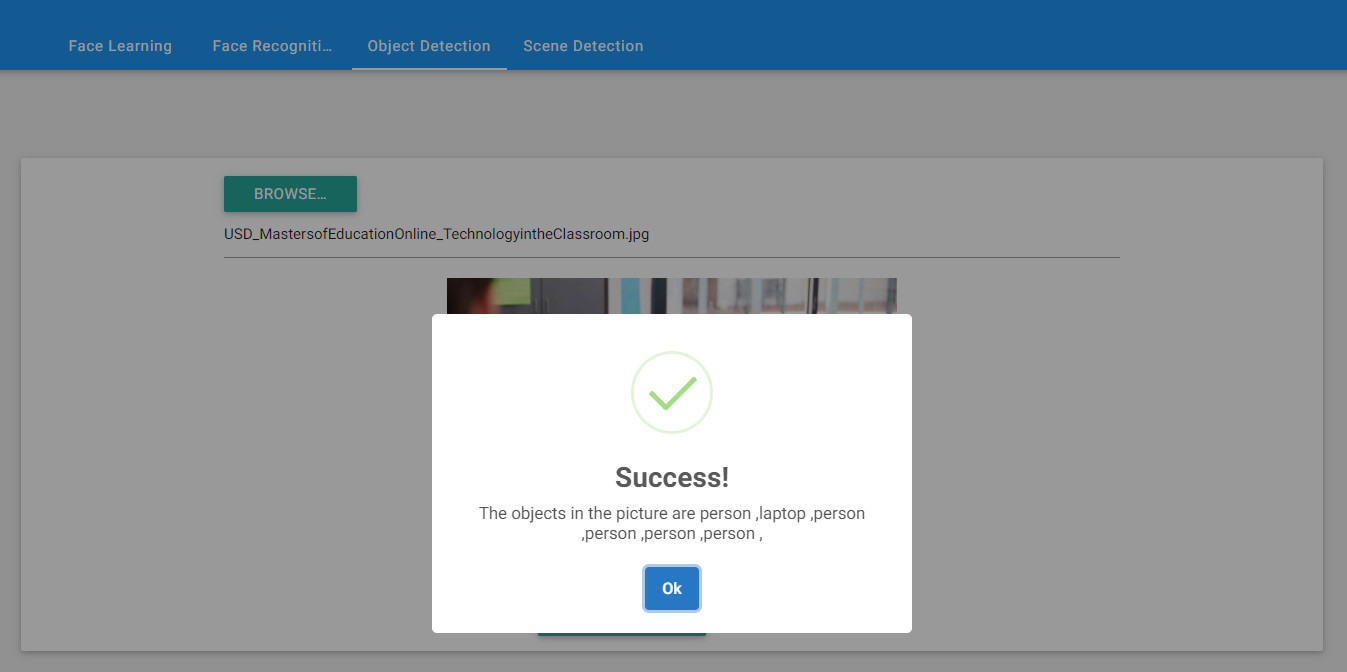 Face Learning
Face Recogniti...
Object Detection
Scene Detection
BROWSE...
USD_MastersofEducationOnline_TechnologyintheClassroom.jpg
Success!
The objects in the picture are person ,laptop ,person
,person ,person ,person ,
Ok